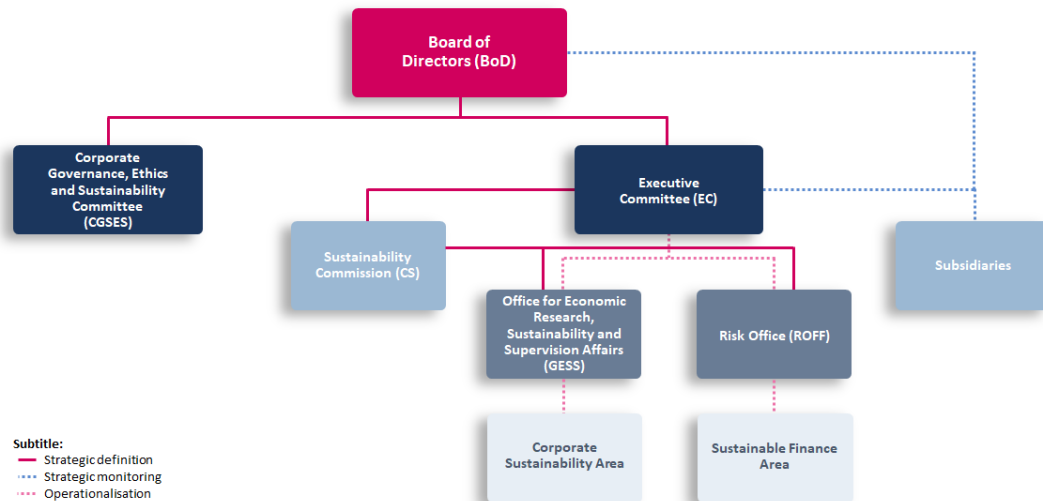 Board of
Directors (BoD)
Corporate
Governance, Ethics
and Sustainability
Committee
(CGSES)
Executive
Committee (EC)
Sustainability
Commission (CS)
Subsidiaries
Office for Economic
Research,
Sustainability and
Supervision Affairs
(GESS)
Risk Office (ROFF)
Corporate
Sustainability Area
Sustainable Finance
Area
Subtitle:
Strategic definition
Strategic monitoring
Operationalisation